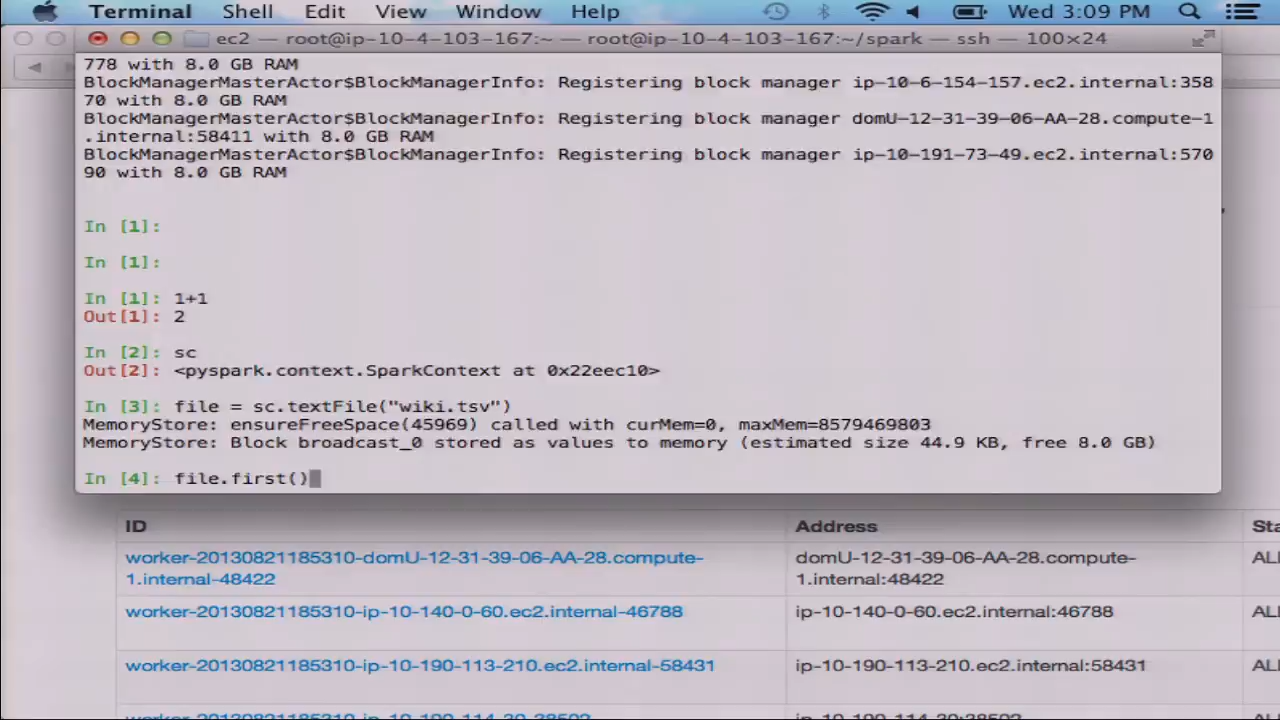 Terminal Shell Edit View Window Help Wed 3:09 PM
ec2 — root@ip-10-4-103-167:~ — root@ip-10-4-103-167:~/spark — ssh — 100×24
778 with 8.0 GB RAM
BlockManagerMasterActor$BlockManagerInfo: Registering block manager ip-10-6-154-157.ec2.internal:358
70 with 8.0 GB RAM
BlockManagerMasterActor$BlockManagerInfo: Registering block manager domU-12-31-39-06-AA-28.compute-1
.internal:58411 with 8.0 GB RAM
BlockManagerMasterActor$BlockManagerInfo: Registering block manager ip-10-191-73-49.ec2.internal:570
90 with 8.0 GB RAM
In [1]:
In [1]:
In [1]: 1+1
Out[1]: 2
In [2]: sc
Out[2]: <pyspark.context.SparkContext at 0x22eec10>
In [3]: file = sc.textFile("wiki.tsv")
MemoryStore: ensureFreeSpace(45969) called with curMem=0, maxMem=8579469803
MemoryStore: Block broadcast_0 stored as values to memory (estimated size 44.9 KB, free 8.0 GB)
In [4]: file.first()
ID Address Sta
worker-20130821185310-domU-12-31-39-06-AA-28.compute- domU-12-31-39-06-AA-28.compute- ALI
1.internal-48422 1.internal:48422
worker-20130821185310-ip-10-140-0-60.ec2.internal-46788 ip-10-140-0-60.ec2.internal:46788 ALI
worker-20130821185310-ip-10-190-113-210.ec2.internal-58431 ip-10-190-113-210.ec2.internal:58431 ALI